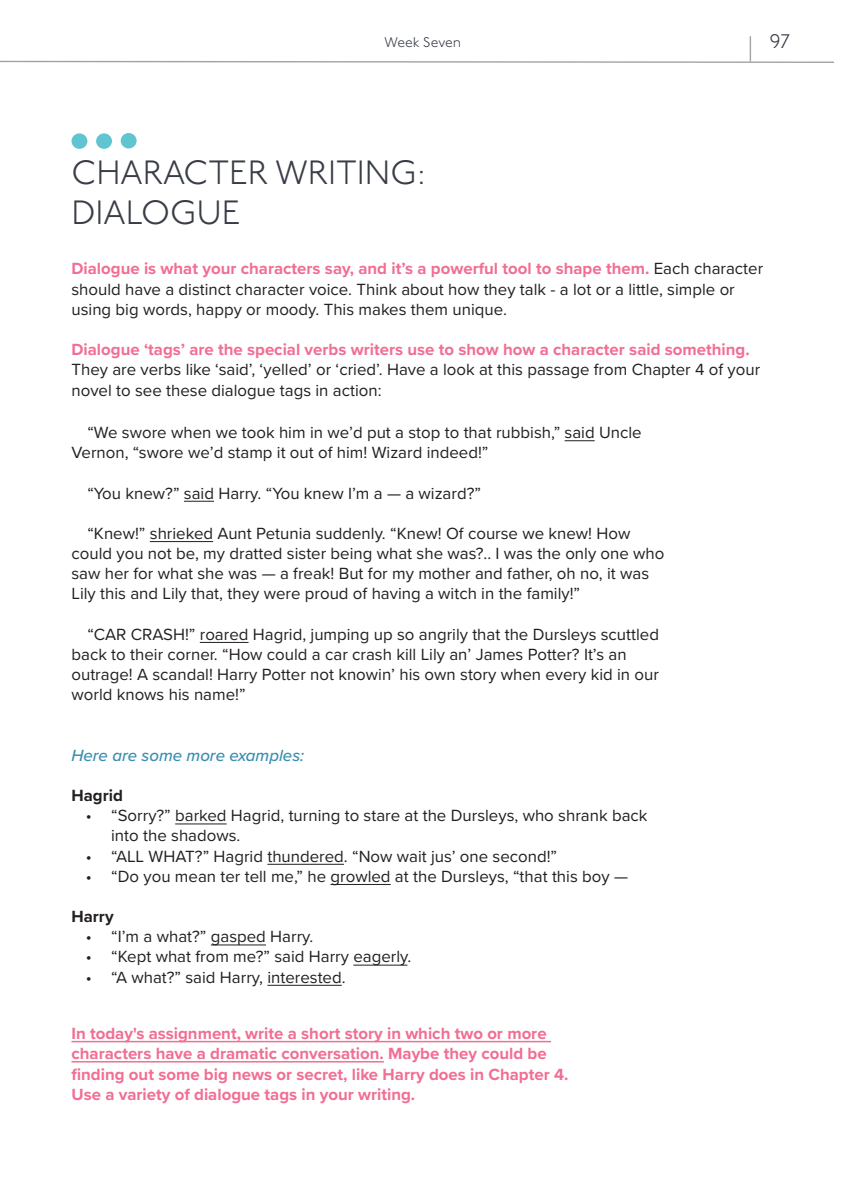 Week Seven
97
CHARACTER WRITING:
DIALOGUE
Dialogue is what your characters say, and it’s a powerful tool to shape them. Each character
should have a distinct character voice. Think about how they talk - a lot or a little, simple or
using big words, happy or moody. This makes them unique.
Dialogue ‘tags’ are the special verbs writers use to show how a character said something.
They are verbs like ‘said’, ‘yelled’ or ‘cried’. Have a look at this passage from Chapter 4 of your
novel to see these dialogue tags in action:
“We swore when we took him in we’d put a stop to that rubbish,” said Uncle
Vernon, “swore we’d stamp it out of him! Wizard indeed!”
“You knew?” said Harry. “You knew I’m a — a wizard?”
“Knew!” shrieked Aunt Petunia suddenly. “Knew! Of course we knew! How
could you not be, my dratted sister being what she was?.. I was the only one who
saw her for what she was — a freak! But for my mother and father, oh no, it was
Lily this and Lily that, they were proud of having a witch in the family!”
“CAR CRASH!” roared Hagrid, jumping up so angrily that the Dursleys scuttled
back to their corner. “How could a car crash kill Lily an’ James Potter? It’s an
outrage! A scandal! Harry Potter not knowin’ his own story when every kid in our
world knows his name!”
Here are some more examples:
Hagrid
• “Sorry?” barked Hagrid, turning to stare at the Dursleys, who shrank back
into the shadows.
• “ALL WHAT?” Hagrid thundered. “Now wait jus’ one second!”
• “Do you mean ter tell me,” he growled at the Dursleys, “that this boy —
Harry
• “I’m a what?” gasped Harry.
• “Kept what from me?” said Harry eagerly.
• “A what?” said Harry, interested.
In today's assignment, write a short story in which two or more
characters have a dramatic conversation. Maybe they could be
finding out some big news or secret, like Harry does in Chapter 4.
Use a variety of dialogue tags in your writing.